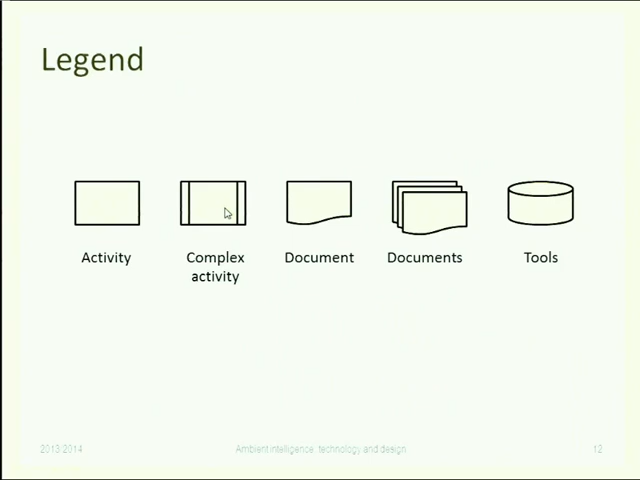 Legend
Activity
Complex
activity
Document
Documents
Tools
2013/2014
Ambient intelligence: technology and design
12